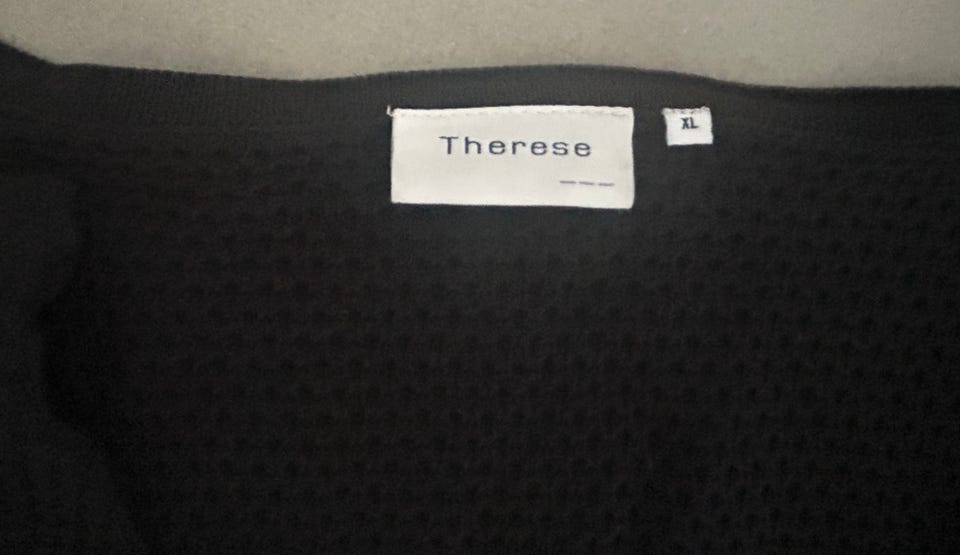 Therese
XL
---